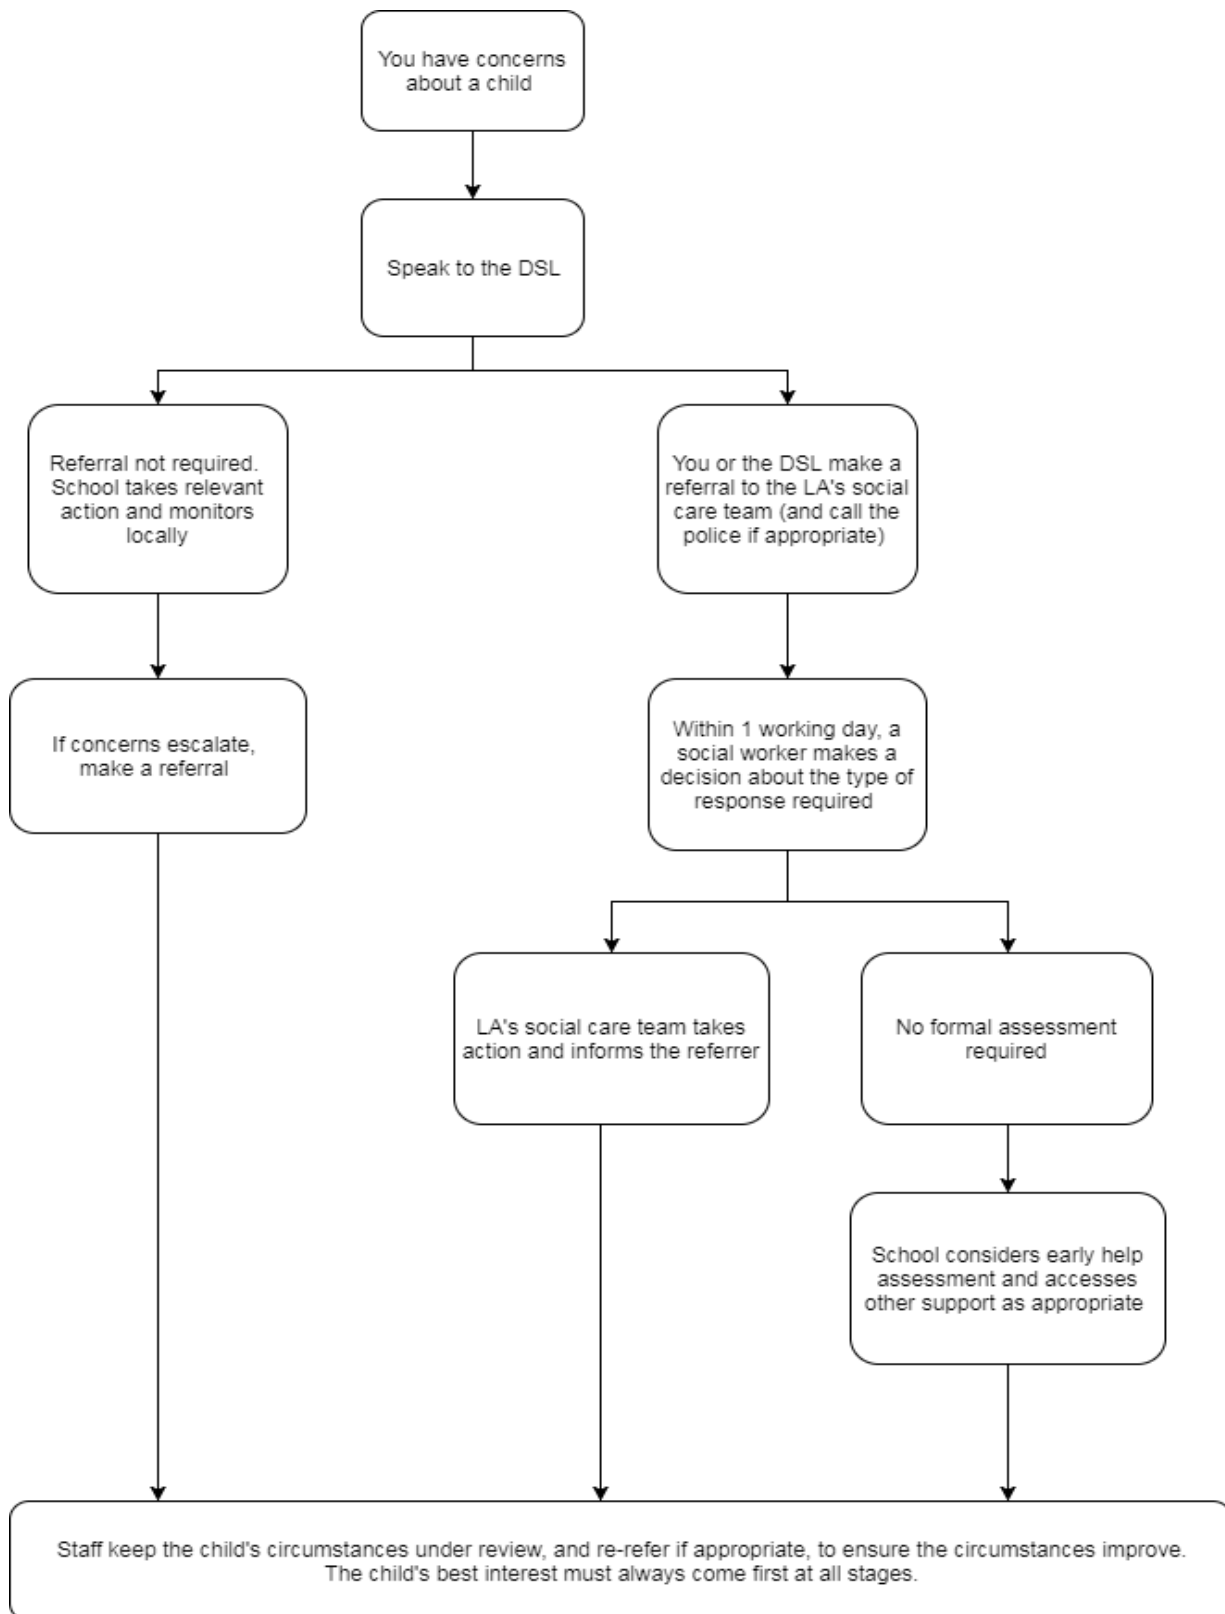 You have concerns
about a child
Speak to the DSL
Referral not required.
School takes relevant
action and monitors
locally
You or the DSL make a
referral to the LA's social
care team (and call the
police if appropriate)
If concerns escalate,
make a referral
Within 1 working day, a
social worker makes a
decision about the type of
response required
LA's social care team takes
action and informs the referrer
No formal assessment
required
School considers early help
assessment and accesses
other support as appropriate
Staff keep the child's circumstances under review, and re-refer if appropriate, to ensure the circumstances improve.
The child's best interest must always come first at all stages.